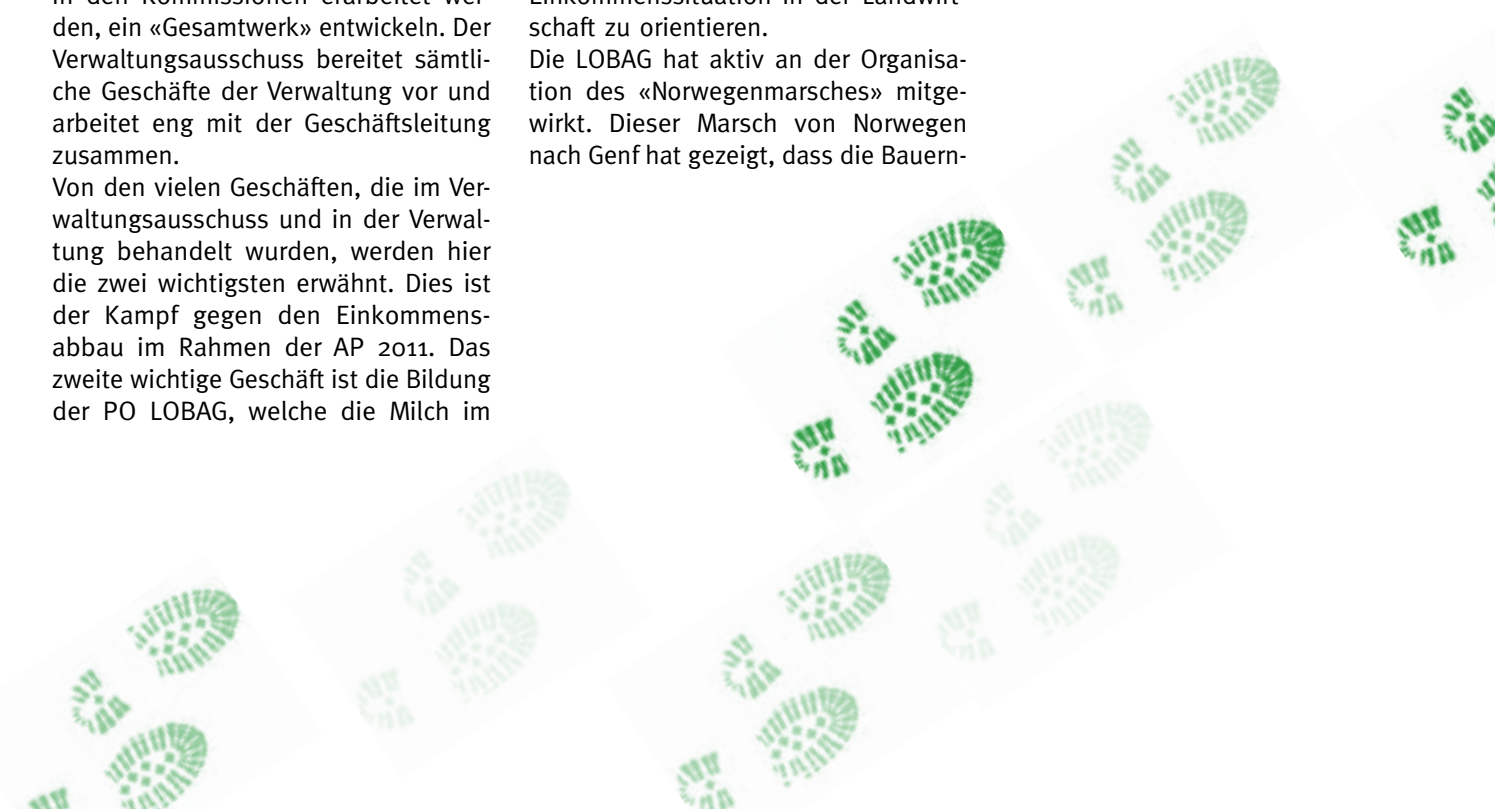 in den Kommissionen erarbeitet wer-
den, ein «Gesamtwerk» entwickeln. Der
Verwaltungsausschuss bereitet sämtli-
che Geschäfte der Verwaltung vor und
arbeitet eng mit der Geschäftsleitung
zusammen.
Von den vielen Geschäften, die im Ver-
waltungsausschuss und in der Verwal-
tung behandelt wurden, werden hier
die zwei wichtigsten erwähnt. Dies ist
der Kampf gegen den Einkommens-
abbau im Rahmen der AP 2011. Das
zweite wichtige Geschäft ist die Bildung
der PO LOBAG, welche die Milch im
Einkommenssituation in der Landwirt-
schaft zu orientieren.
Die LOBAG hat aktiv an der Organisa-
tion des «Norwegenmarsches» mitge-
wirkt. Dieser Marsch von Norwegen
nach Genf hat gezeigt, dass die Bauern-